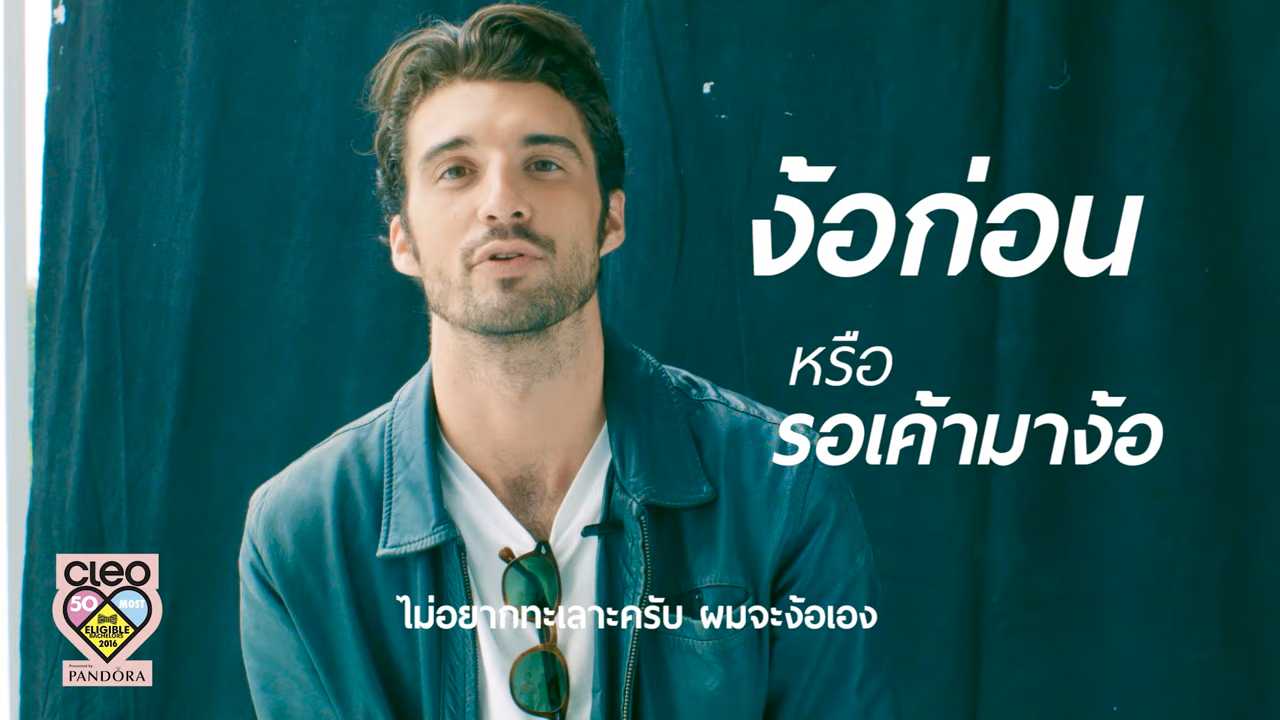 ง้อก่อน
หรือ
รอเค้ามาง้อ
ไม่อยากทะเลาะครับ ผมจะง้อเอง
CLEO
50 MOST
ELIGIBLE
BACHELORS
2016
Presented by
PANDORA